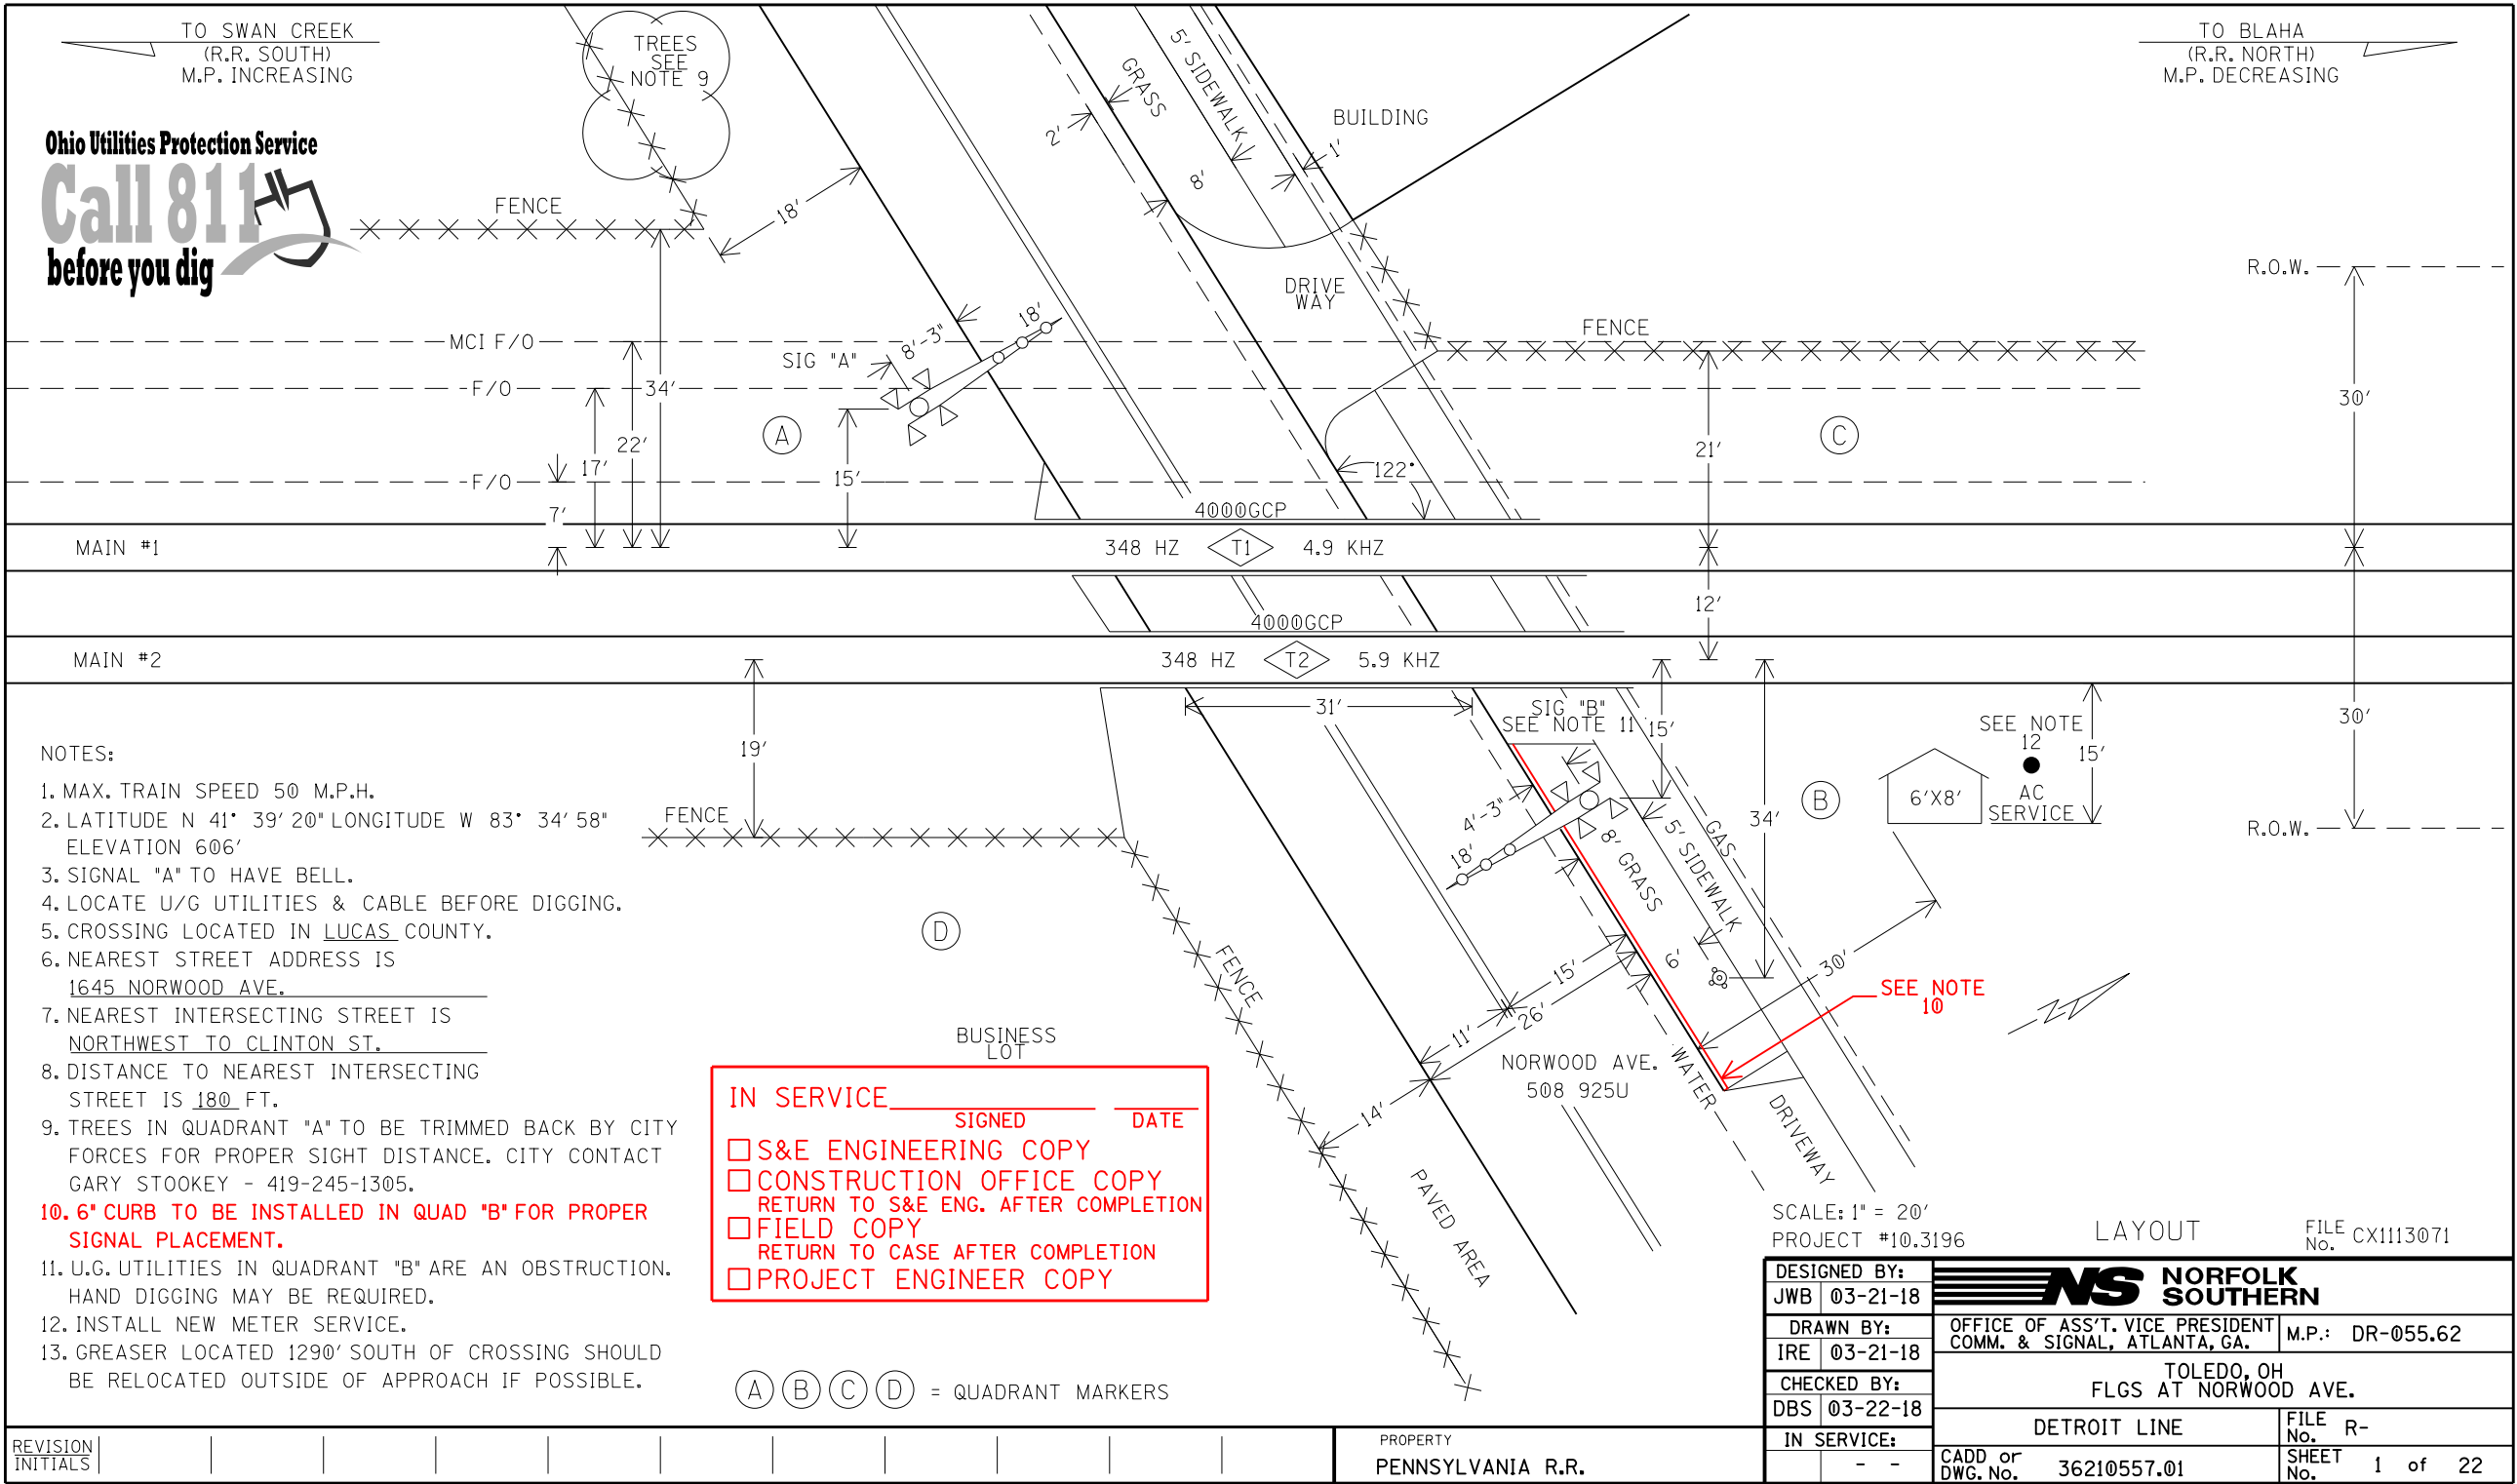 TO SWAN CREEK
(R.R. SOUTH)
M.P. INCREASING
TREES
SEE
NOTE 9
GRASS
5' SIDEWALK
2'
8'
1'
BUILDING
TO BLAHA
(R.R. NORTH)
M.P. DECREASING
Ohio Utilities Protection Service
Call 811
before you dig
FENCE
18'
DRIVE
WAY
R.O.W.
MCI F/O
SIG "A"
8'-3"
18'
FENCE
F/O
34'
30'
A
C
22'
17'
15'
21'
122°
F/O
7'
4000GCP
MAIN #1
348 HZ T1 4.9 KHZ
12'
4000GCP
MAIN #2
348 HZ T2 5.9 KHZ
31'
SIG "B"
SEE NOTE 11
15'
19'
30'
SEE NOTE
12
15'
AC
SERVICE
6'X8'
B
R.O.W.
FENCE
4'-3"
18'
34'
8' GRASS
5' SIDEWALK
GAS
6'
D
FENCE
15'
26'
11'
14'
30'
SEE NOTE
10
BUSINESS
LOT
NORWOOD AVE.
508 925U
WATER
DRIVEWAY
PAVED AREA
NOTES:
1. MAX. TRAIN SPEED 50 M.P.H.
2. LATITUDE N 41° 39' 20" LONGITUDE W 83° 34' 58"
ELEVATION 606'
3. SIGNAL "A" TO HAVE BELL.
4. LOCATE U/G UTILITIES & CABLE BEFORE DIGGING.
5. CROSSING LOCATED IN LUCAS COUNTY.
6. NEAREST STREET ADDRESS IS
1645 NORWOOD AVE.
7. NEAREST INTERSECTING STREET IS
NORTHWEST TO CLINTON ST.
8. DISTANCE TO NEAREST INTERSECTING
STREET IS 180 FT.
9. TREES IN QUADRANT "A" TO BE TRIMMED BACK BY CITY
FORCES FOR PROPER SIGHT DISTANCE. CITY CONTACT
GARY STOOKEY - 419-245-1305.
10. 6" CURB TO BE INSTALLED IN QUAD "B" FOR PROPER
SIGNAL PLACEMENT.
11. U.G. UTILITIES IN QUADRANT "B" ARE AN OBSTRUCTION.
HAND DIGGING MAY BE REQUIRED.
12. INSTALL NEW METER SERVICE.
13. GREASER LOCATED 1290' SOUTH OF CROSSING SHOULD
BE RELOCATED OUTSIDE OF APPROACH IF POSSIBLE.
IN SERVICE
SIGNED DATE
S&E ENGINEERING COPY
CONSTRUCTION OFFICE COPY
RETURN TO S&E ENG. AFTER COMPLETION
FIELD COPY
RETURN TO CASE AFTER COMPLETION
PROJECT ENGINEER COPY
A B C D = QUADRANT MARKERS
SCALE: 1" = 20'
PROJECT #10.3196
LAYOUT
FILE No. CX1113071
DESIGNED BY:
JWB 03-21-18
DRAWN BY:
IRE 03-21-18
CHECKED BY:
DBS 03-22-18
IN SERVICE:
- -
NS NORFOLK SOUTHERN
OFFICE OF ASS'T. VICE PRESIDENT
COMM. & SIGNAL, ATLANTA, GA.
M.P.: DR-055.62
TOLEDO, OH
FLGS AT NORWOOD AVE.
DETROIT LINE
FILE No. R-
CADD or DWG. No. 36210557.01
SHEET No. 1 of 22
REVISION
INITIALS
PROPERTY
PENNSYLVANIA R.R.